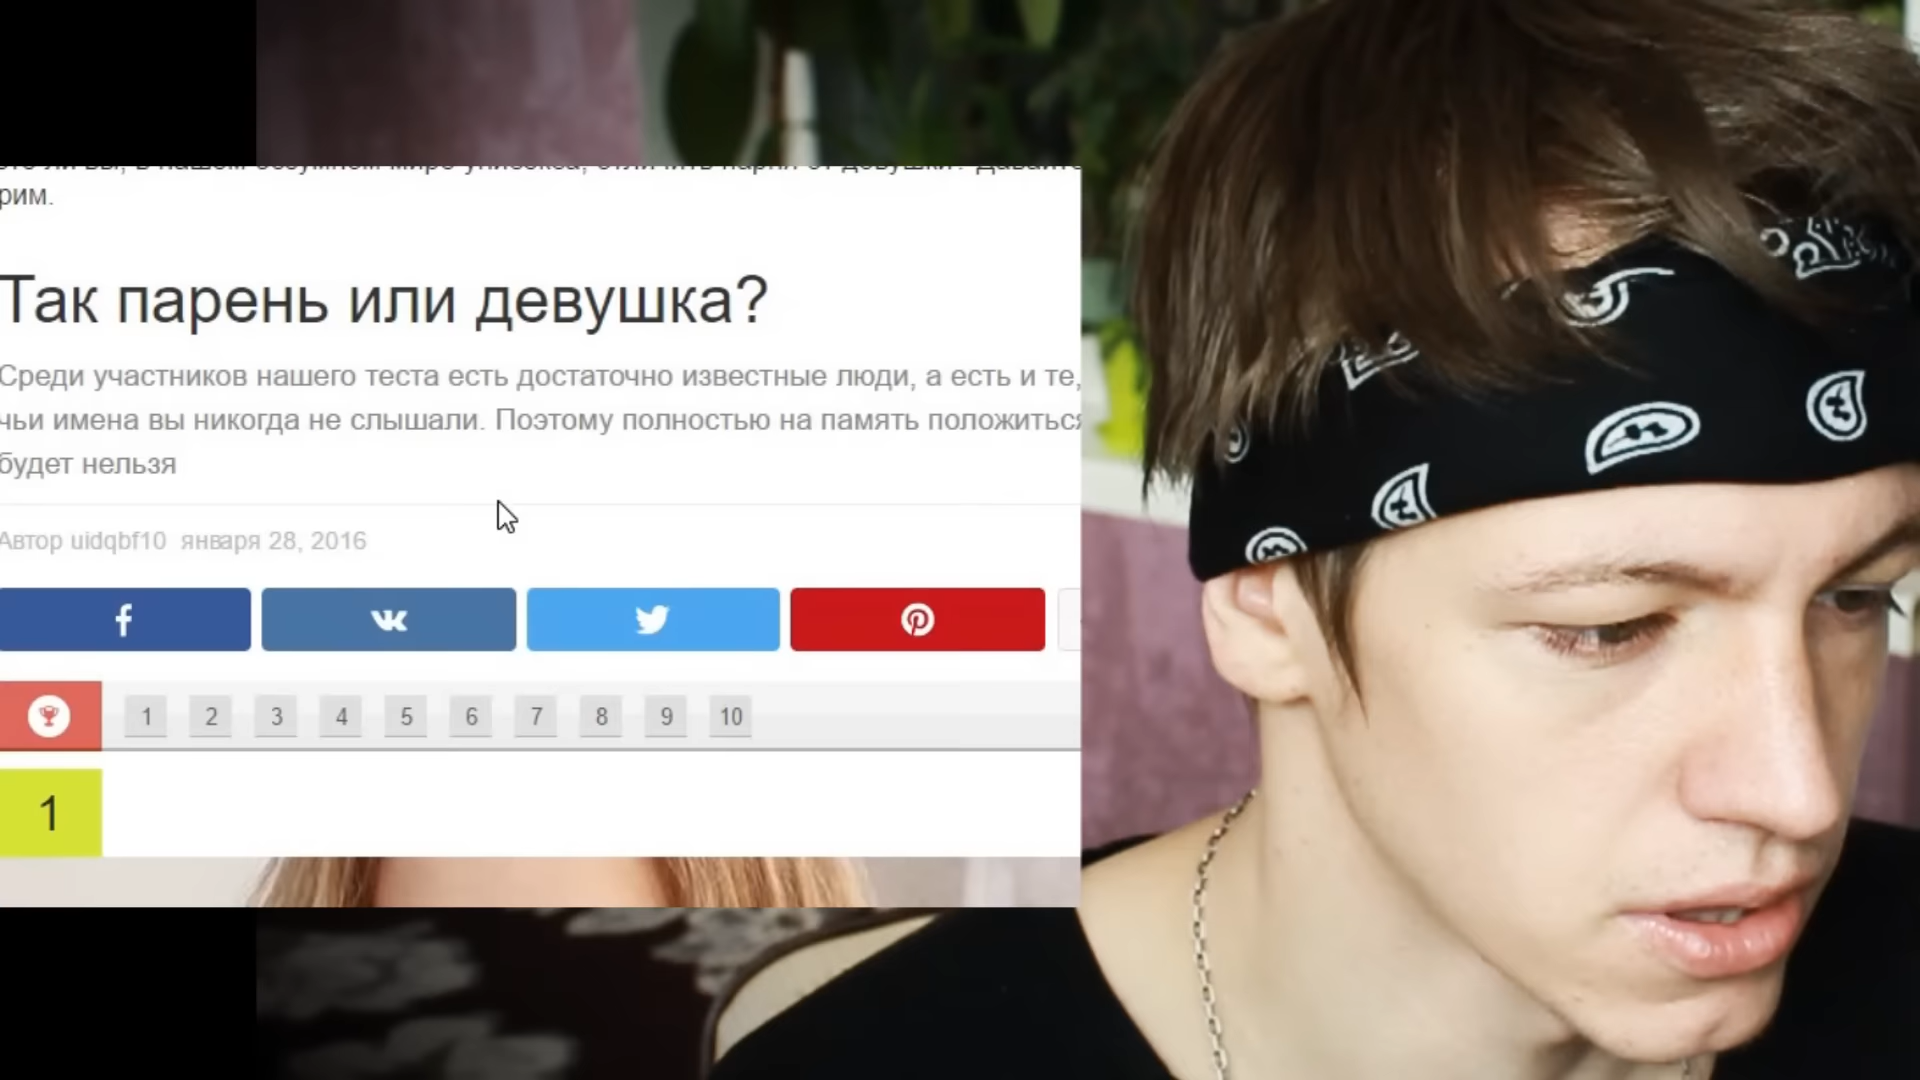 рим.
Так парень или девушка?
Среди участников нашего теста есть достаточно известные люди, а есть и те,
чьи имена вы никогда не слышали. Поэтому полностью на память положиться
будет нельзя
Автор uidqbf10 января 28, 2016
1 2 3 4 5 6 7 8 9 10
1